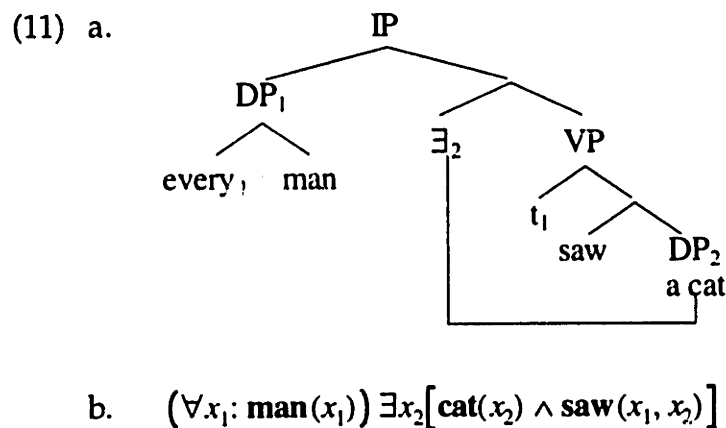 (11) a. IP
DP₁
∃₂ VP
every₁ man
t₁
saw DP₂
a cat
b. (∀x₁: man(x₁)) ∃x₂[cat(x₂) ∧ saw(x₁, x₂)]